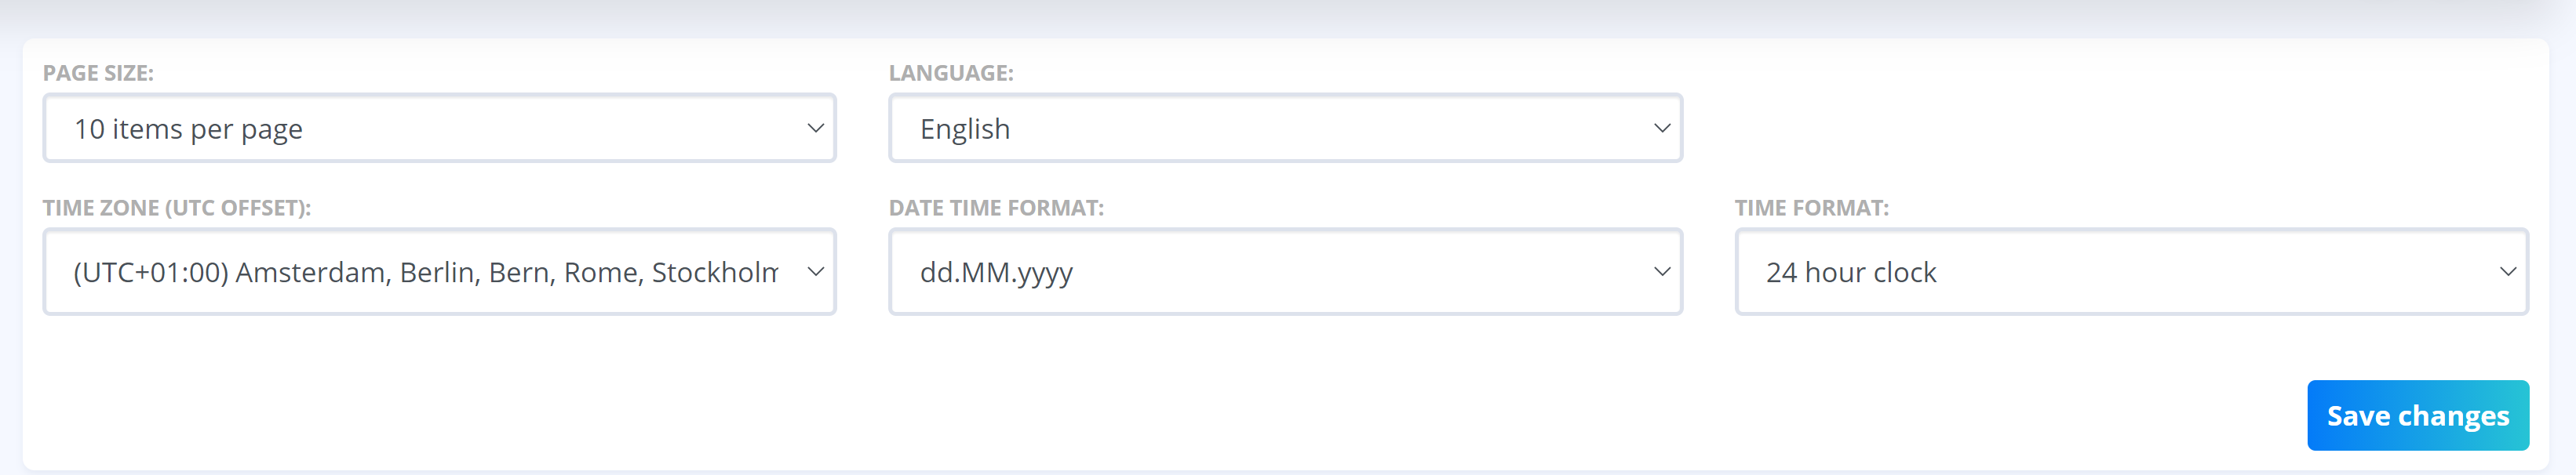 PAGE SIZE:
LANGUAGE:
10 items per page
English
TIME ZONE (UTC OFFSET):
DATE TIME FORMAT:
TIME FORMAT:
(UTC+01:00) Amsterdam, Berlin, Bern, Rome, Stockholm
dd.MM.yyyy
24 hour clock
Save changes